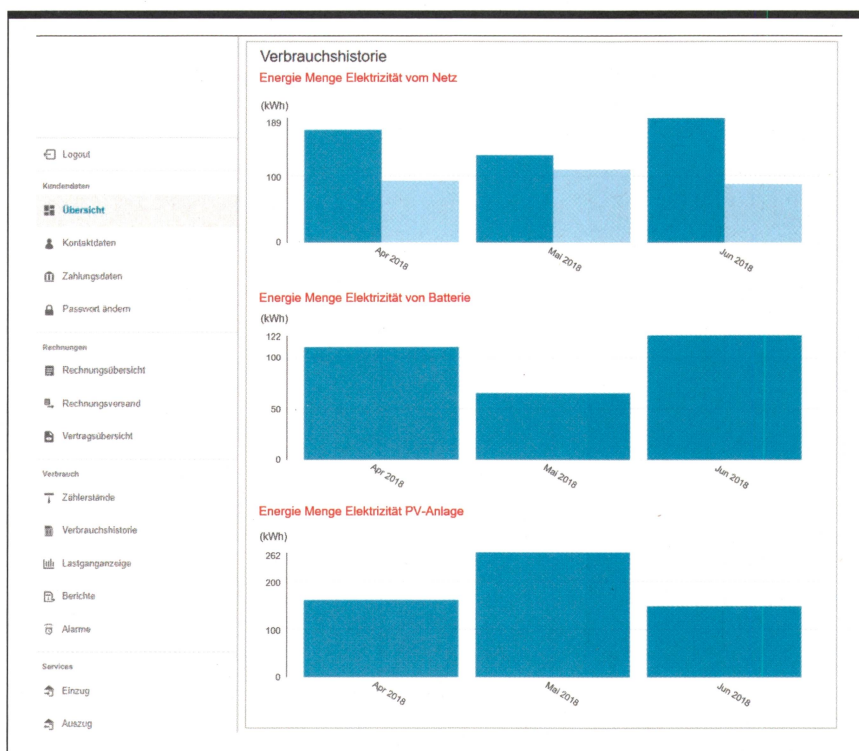 Logout
Kundendaten
Übersicht
Kontaktdaten
Zahlungsdaten
Passwort ändern
Rechnungen
Rechnungsübersicht
Rechnungsversand
Vertragsübersicht
Verbrauch
Zählerstände
Verbrauchshistorie
Lastganganzeige
Berichte
Alarme
Services
Einzug
Auszug
Verbrauchshistorie
Energie Menge Elektrizität vom Netz
(kWh)
189
100
0
Apr 2018
Mai 2018
Jun 2018
Energie Menge Elektrizität von Batterie
(kWh)
122
100
50
0
Apr 2018
Mai 2018
Jun 2018
Energie Menge Elektrizität PV-Anlage
(kWh)
262
200
100
0
Apr 2018
Mai 2018
Jun 2018